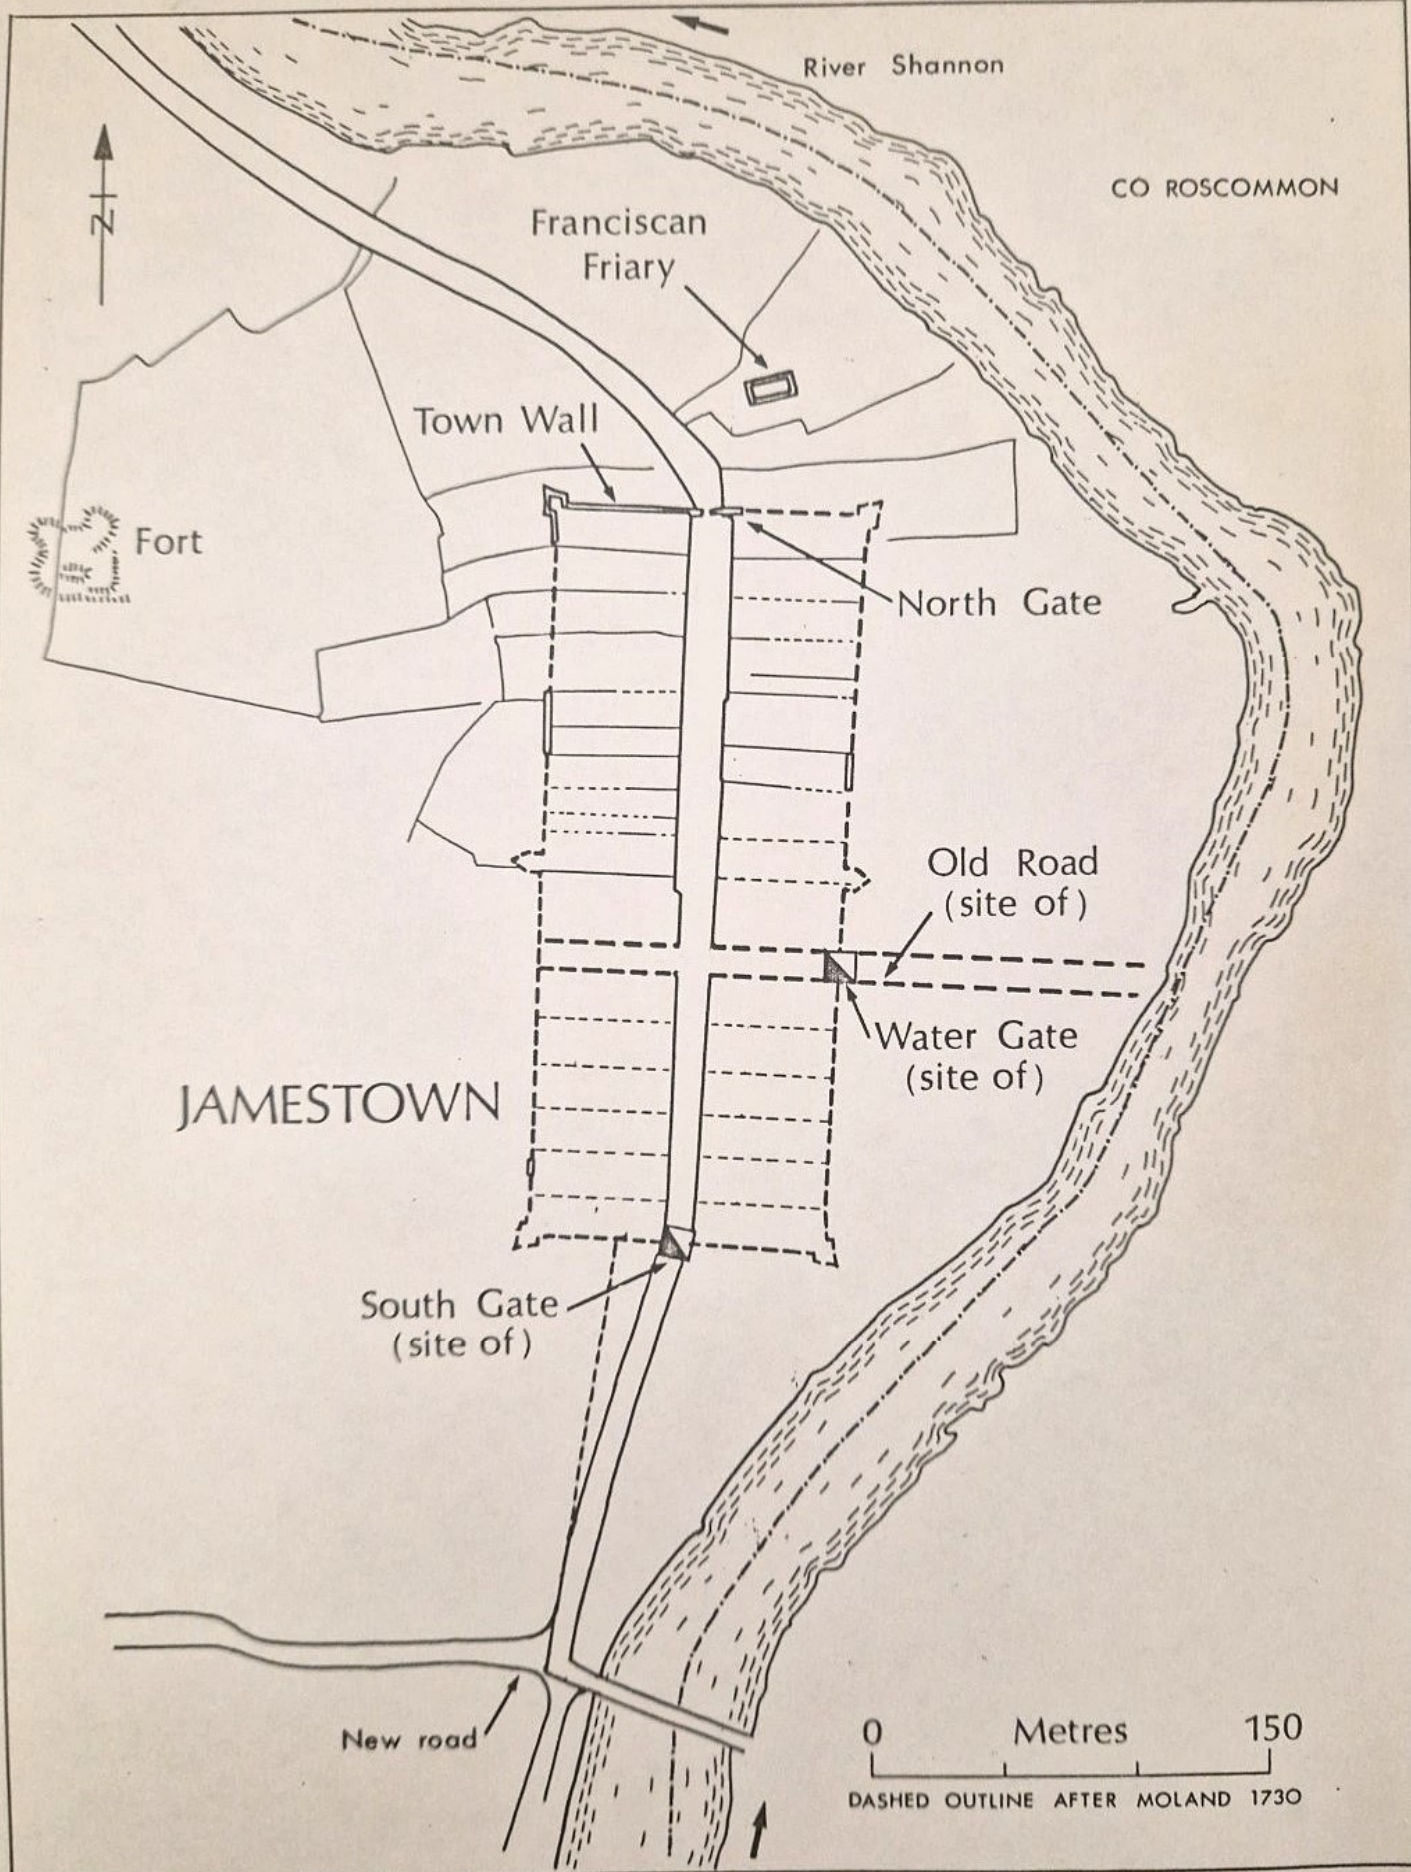 River Shannon
CO ROSCOMMON
N
Franciscan
Friary
Town Wall
Fort
North Gate
Old Road
(site of)
Water Gate
(site of)
JAMESTOWN
South Gate
(site of)
New road
0 Metres 150
DASHED OUTLINE AFTER MOLAND 1730